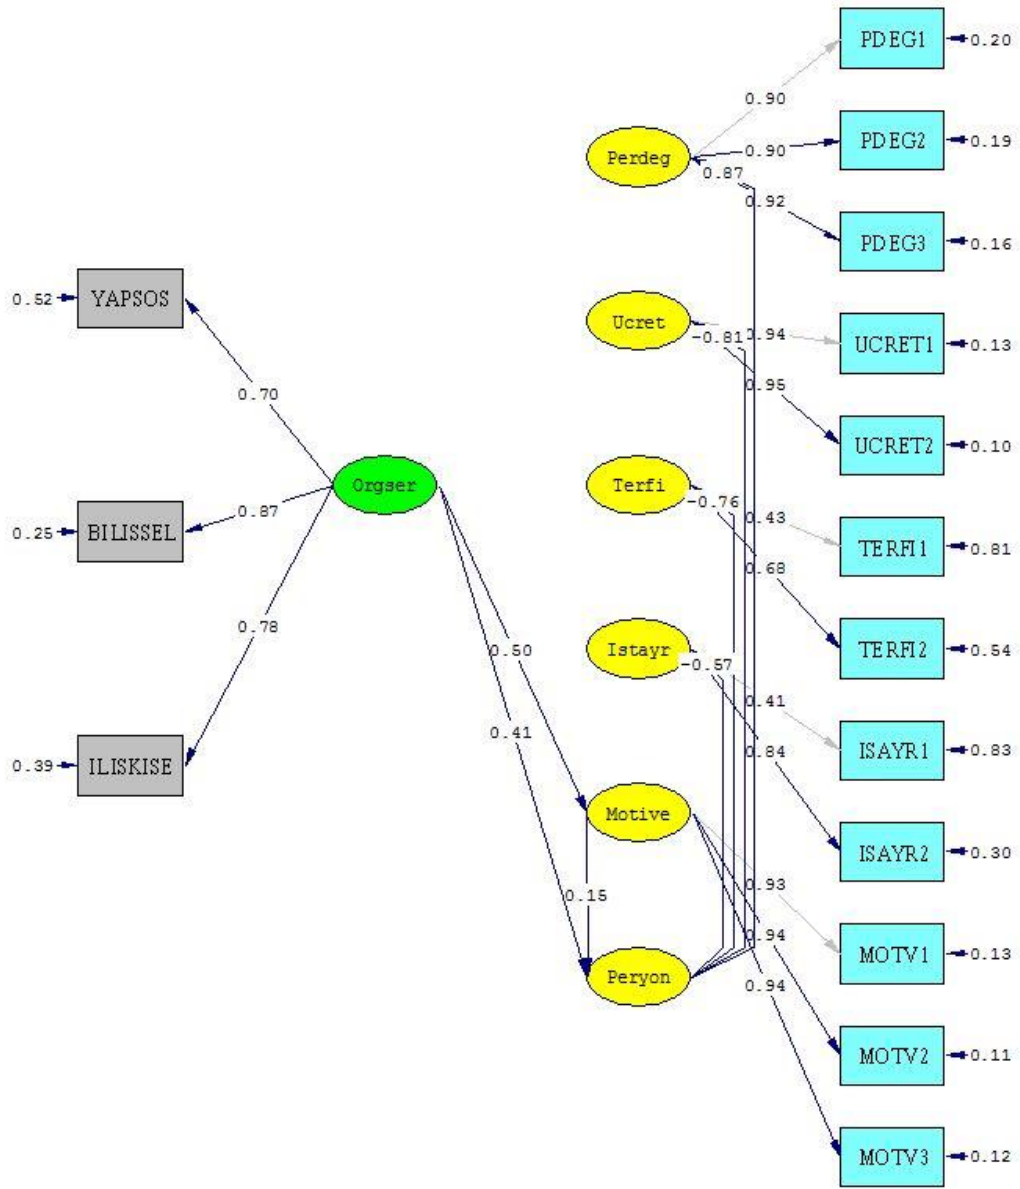 PDEG1
0.20
0.90
PDEG2
0.19
Perdeg
0.90
0.87
0.92
PDEG3
0.16
0.52
YAPSOS
Ucret
-0.81
0.94
UCRET1
0.13
0.70
0.95
UCRET2
0.10
Orgser
Terfi
-0.76
0.43
0.87
0.25
BILISSEL
TERFI1
0.81
0.68
0.78
0.50
Istayr
-0.57
TERFI2
0.54
0.41
0.41
0.84
ISAYR1
0.83
0.39
ILISKISE
Motive
ISAYR2
0.30
0.15
0.93
0.94
MOTV1
0.13
Peryon
0.94
MOTV2
0.11
MOTV3
0.12